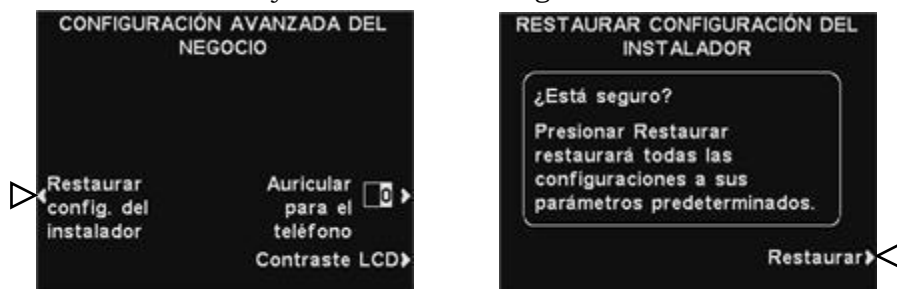 CONFIGURACIÓN AVANZADA DEL
NEGOCIO
Restaurar
config. del
instalador
Auricular
para el
teléfono
0
Contraste LCD
RESTAURAR CONFIGURACIÓN DEL
INSTALADOR
¿Está seguro?
Presionar Restaurar
restaurará todas las
configuraciones a sus
parámetros predeterminados.
Restaurar